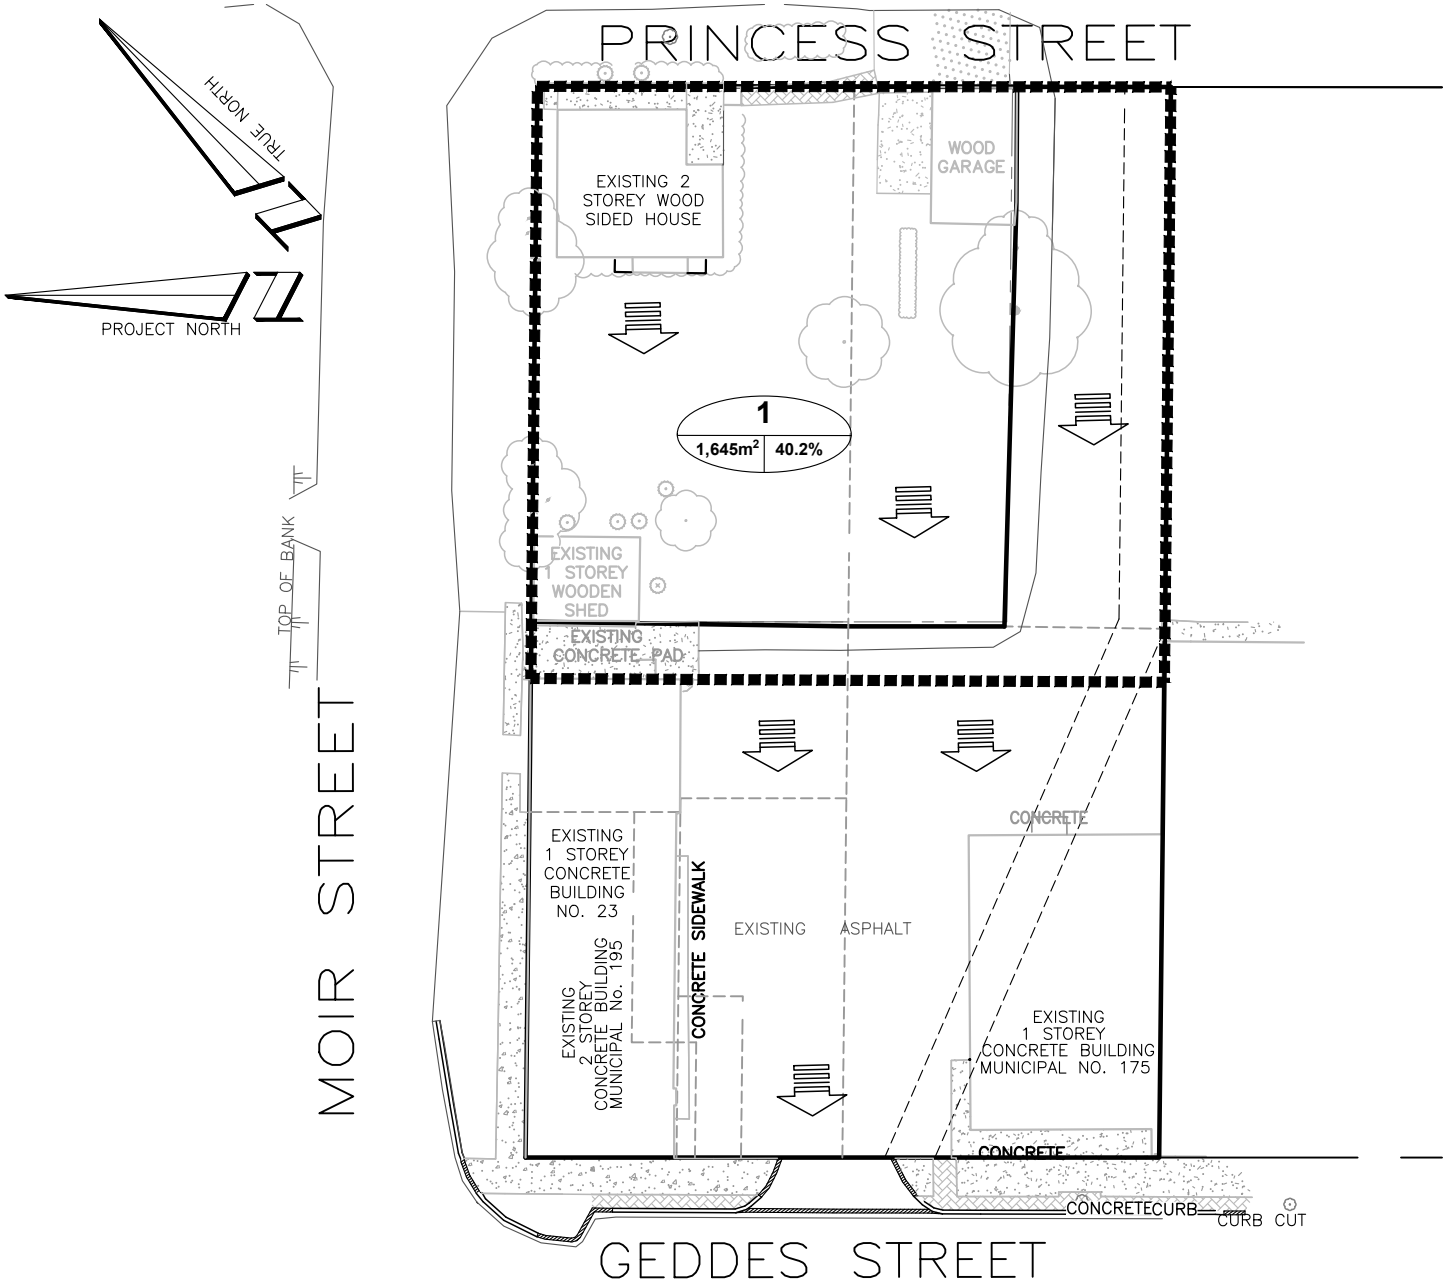 PRINCESS STREET
TRUE NORTH
PROJECT NORTH
WOOD
GARAGE
EXISTING 2
STOREY WOOD
SIDED HOUSE
1
1,645m² 40.2%
TOP OF BANK
EXISTING
1 STOREY
WOODEN
SHED
EXISTING
CONCRETE PAD
MOIR STREET
CONCRETE
EXISTING
1 STOREY
CONCRETE
BUILDING
NO. 23
EXISTING
2 STOREY
CONCRETE BUILDING
MUNICIPAL No. 195
CONCRETE SIDEWALK
EXISTING ASPHALT
EXISTING
1 STOREY
CONCRETE BUILDING
MUNICIPAL NO. 175
CONCRETE
CONCRETE CURB
CURB CUT
GEDDES STREET